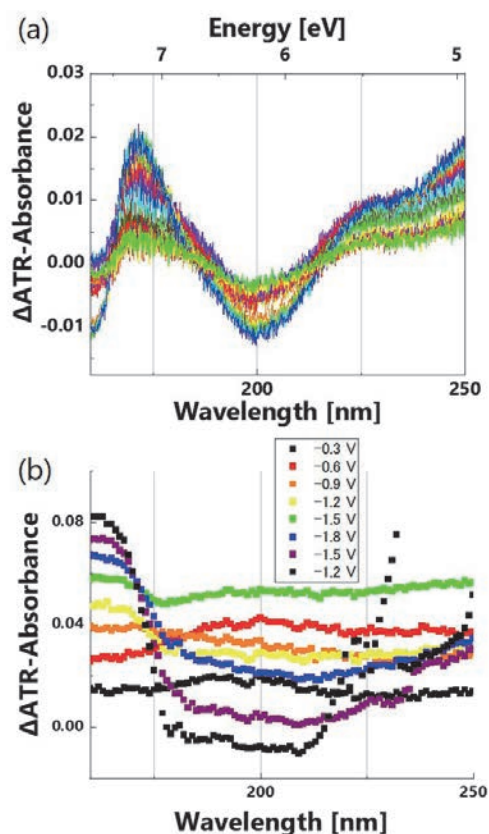 (a)
Energy [eV]
7 6 5
0.03
0.02
0.01
0.00
-0.01
ΔATR-Absorbance
200 250
Wavelength [nm]
(b)
−0.3 V
−0.6 V
−0.9 V
−1.2 V
−1.5 V
−1.8 V
−1.5 V
−1.2 V
0.08
0.04
0.00
ΔATR-Absorbance
200 250
Wavelength [nm]